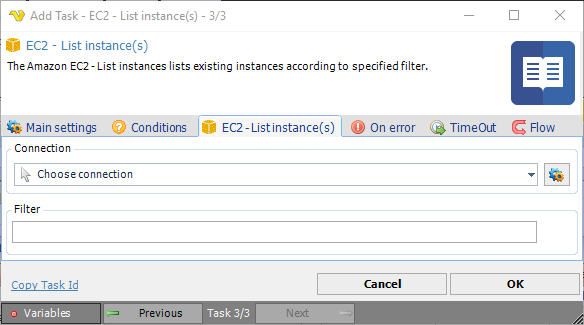 Add Task - EC2 - List instance(s) - 3/3
EC2 - List instance(s)
The Amazon EC2 - List instances lists existing instances according to specified filter.
Main settings Conditions EC2 - List instance(s) On error TimeOut Flow
Connection
Choose connection
Filter
Copy Task Id Cancel OK
Variables Previous Task 3/3 Next